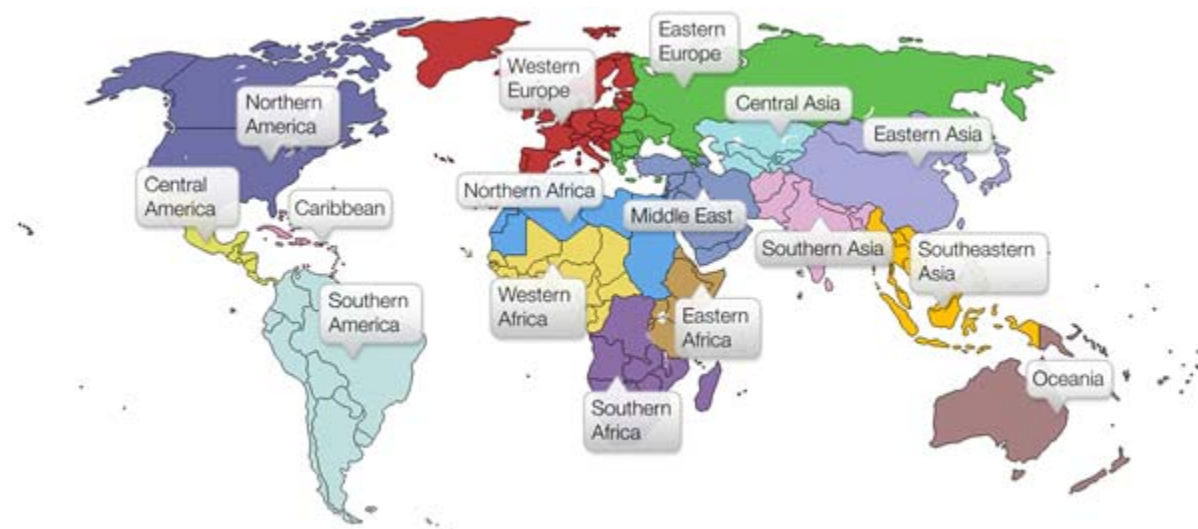 Eastern
Europe
Western
Europe
Northern
America
Central Asia
Eastern Asia
Central
America
Northern Africa
Caribbean
Middle East
Southern Asia
Southeastern
Asia
Southern
America
Western
Africa
Eastern
Africa
Oceania
Southern
Africa